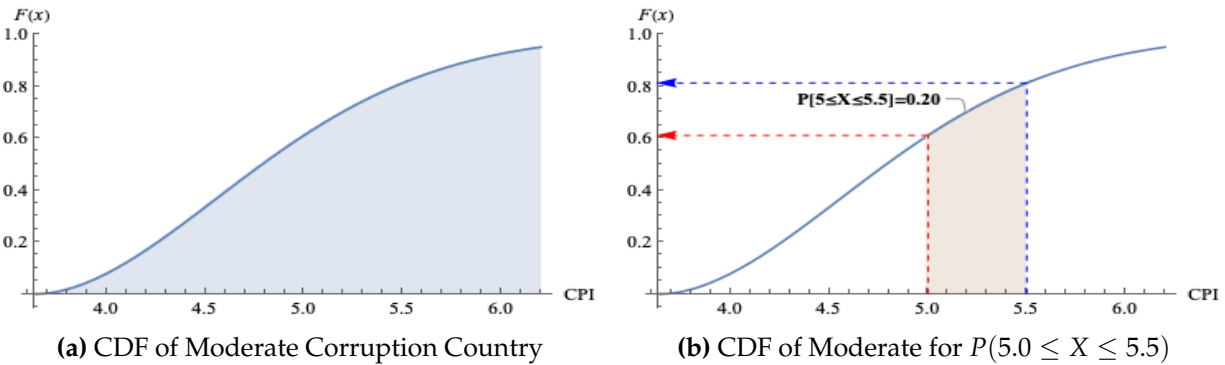 F(x)
1.0
0.8
0.6
0.4
0.2
4.0 4.5 5.0 5.5 6.0 CPI
(a) CDF of Moderate Corruption Country
F(x)
1.0
0.8
P[5≤X≤5.5]=0.20
0.6
0.4
0.2
4.0 4.5 5.0 5.5 6.0 CPI
(b) CDF of Moderate for P(5.0 ≤ X ≤ 5.5)